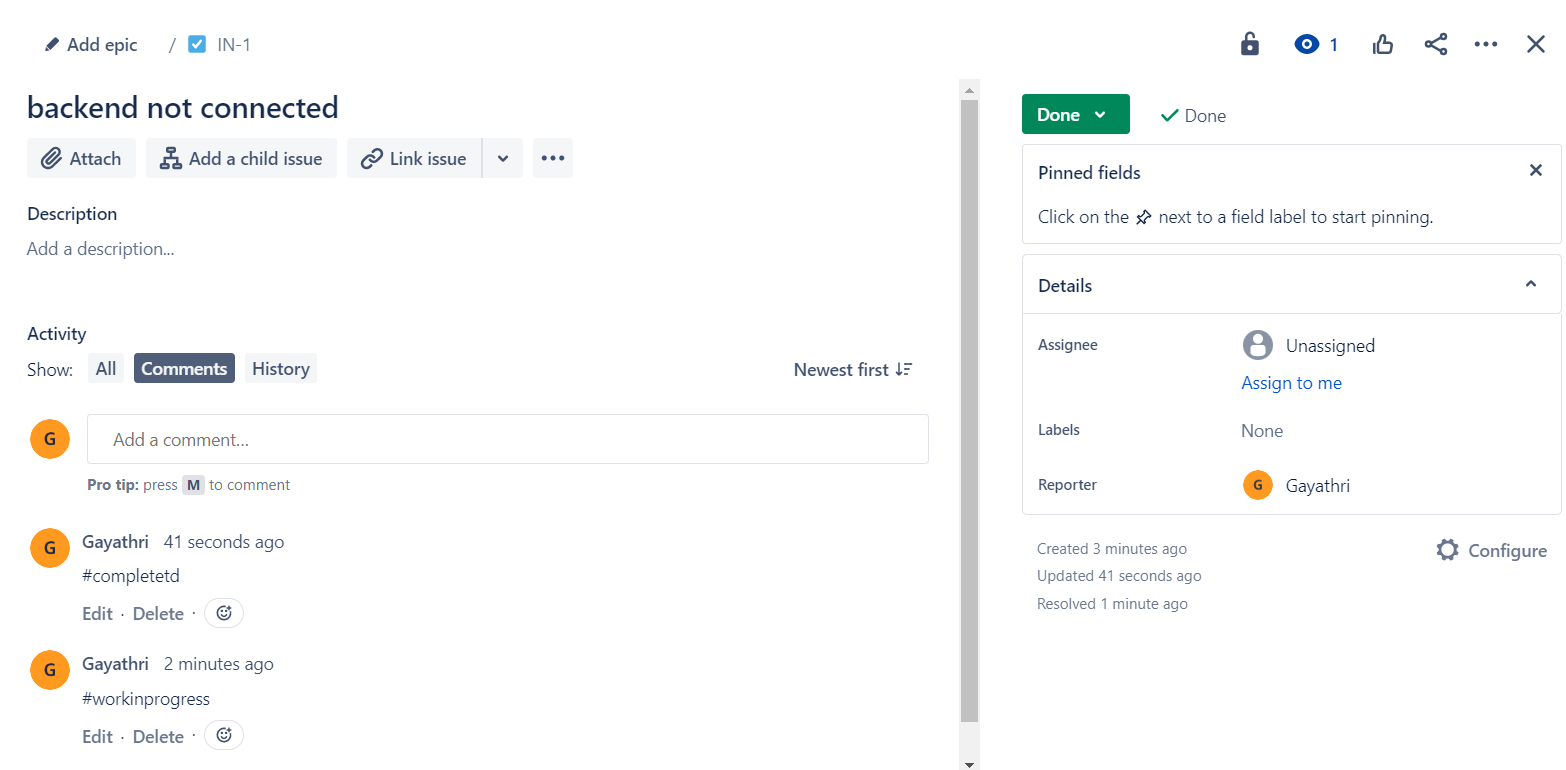 Add epic / IN-1
1
backend not connected
Attach Add a child issue Link issue
Description
Add a description...
Activity
Show: All Comments History Newest first
G Add a comment...
Pro tip: press M to comment
G Gayathri 41 seconds ago
#completetd
Edit · Delete ·
G Gayathri 2 minutes ago
#workinprogress
Edit · Delete ·
Done Done
Pinned fields
Click on the next to a field label to start pinning.
Details
Assignee Unassigned
Assign to me
Labels None
Reporter G Gayathri
Created 3 minutes ago Configure
Updated 41 seconds ago
Resolved 1 minute ago